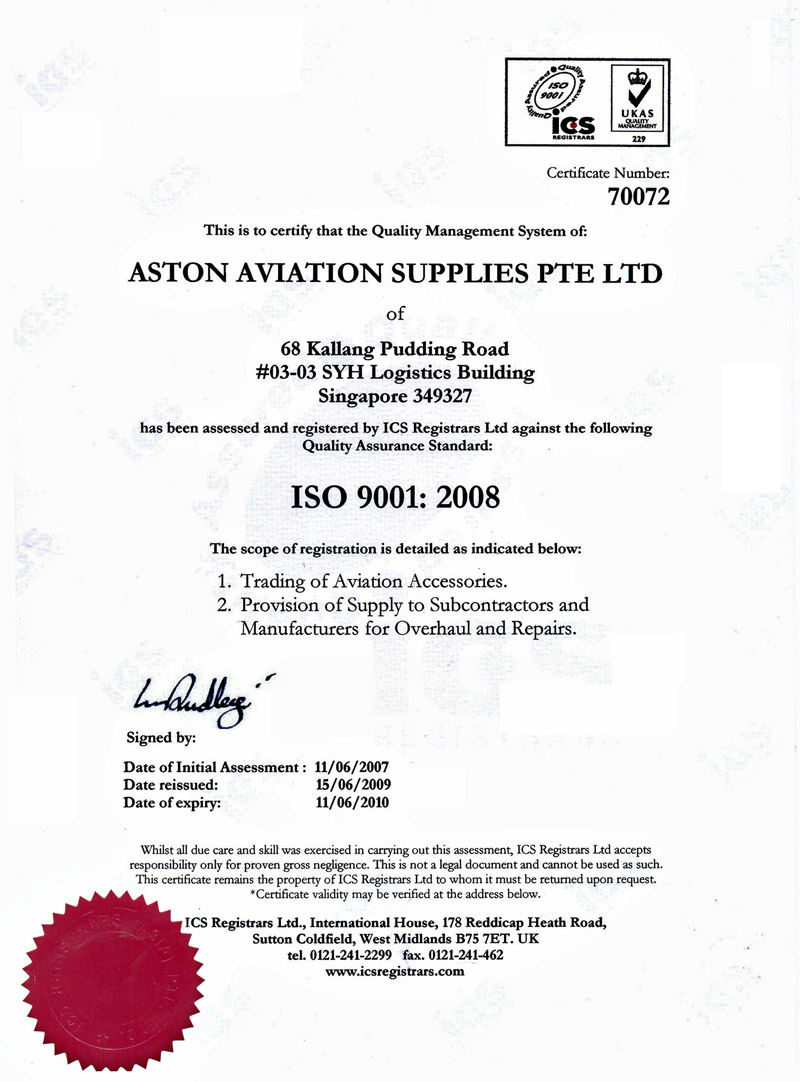 Assured Quality Assured Quality
ISO
9001
ICS
REGISTRARS
UKAS
QUALITY
MANAGEMENT
229
Certificate Number:
70072
This is to certify that the Quality Management System of:
ASTON AVIATION SUPPLIES PTE LTD
of
68 Kallang Pudding Road
#03-03 SYH Logistics Building
Singapore 349327
has been assessed and registered by ICS Registrars Ltd against the following
Quality Assurance Standard:
ISO 9001: 2008
The scope of registration is detailed as indicated below:
1. Trading of Aviation Accessories.
2. Provision of Supply to Subcontractors and
Manufacturers for Overhaul and Repairs.
Signed by:
Date of Initial Assessment : 11/06/2007
Date reissued: 15/06/2009
Date of expiry: 11/06/2010
Whilst all due care and skill was exercised in carrying out this assessment, ICS Registrars Ltd accepts
responsibility only for proven gross negligence. This is not a legal document and cannot be used as such.
This certificate remains the property of ICS Registrars Ltd to whom it must be returned upon request.
*Certificate validity may be verified at the address below.
ICS Registrars Ltd., International House, 178 Reddicap Heath Road,
Sutton Coldfield, West Midlands B75 7ET. UK
tel. 0121-241-2299 fax. 0121-241-462
www.icsregistrars.com